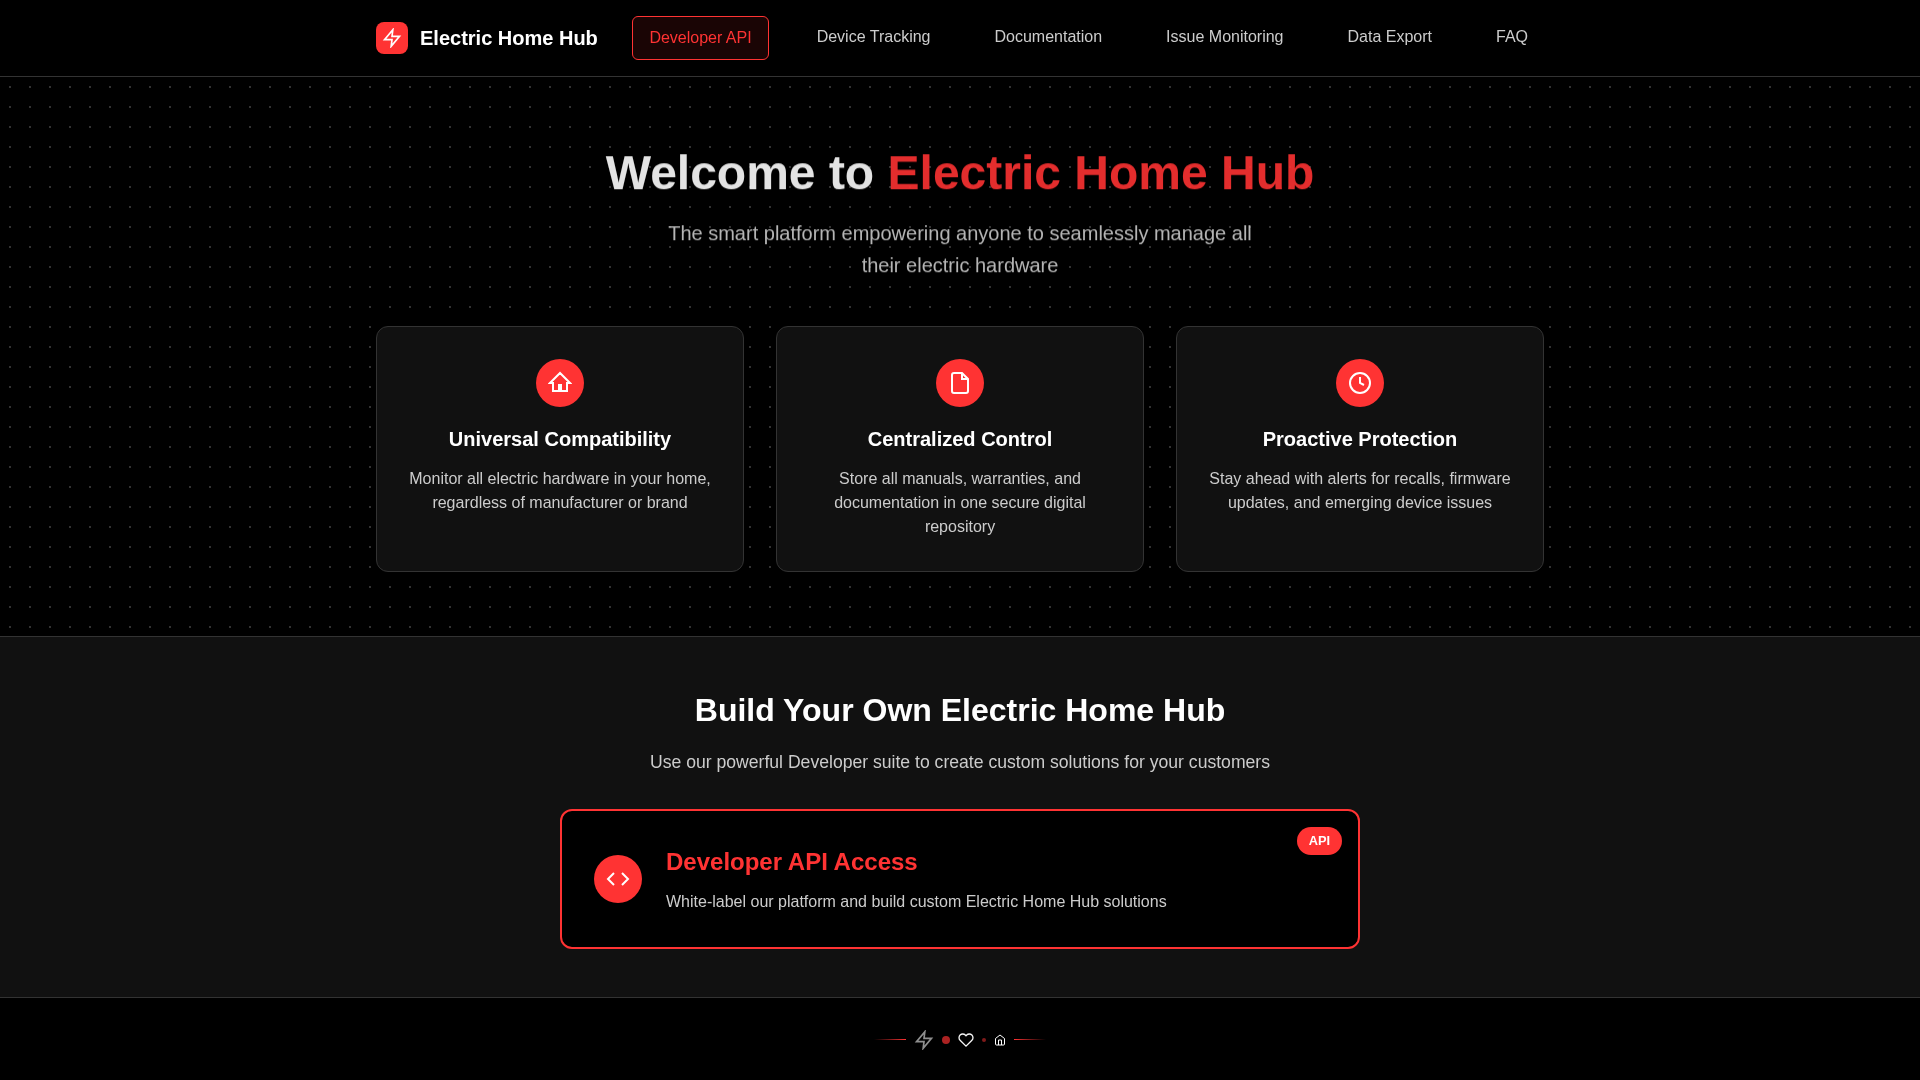 Electric Home Hub
Developer API
Device Tracking
Documentation
Issue Monitoring
Data Export
FAQ
Welcome to Electric Home Hub
The smart platform empowering anyone to seamlessly manage all
their electric hardware
Universal Compatibility
Monitor all electric hardware in your home,
regardless of manufacturer or brand
Centralized Control
Store all manuals, warranties, and
documentation in one secure digital
repository
Proactive Protection
Stay ahead with alerts for recalls, firmware
updates, and emerging device issues
Build Your Own Electric Home Hub
Use our powerful Developer suite to create custom solutions for your customers
API
Developer API Access
White-label our platform and build custom Electric Home Hub solutions